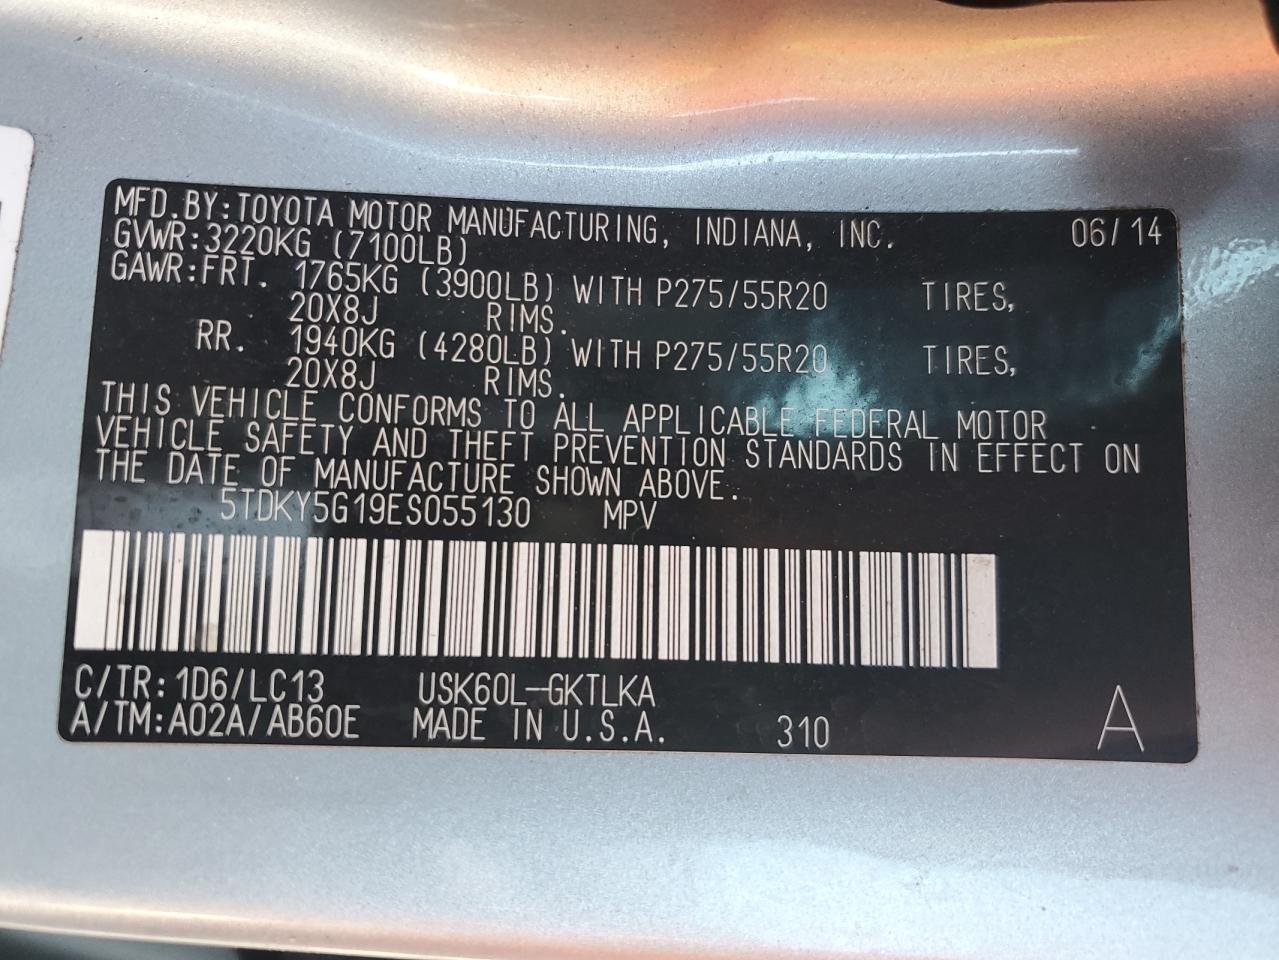 MFD.BY:TOYOTA MOTOR MANUFACTURING, INDIANA, INC. 06/14
GVWR:3220KG (7100LB)
GAWR:FRT. 1765KG (3900LB) WITH P275/55R20 TIRES,
20X8J RIMS.
RR. 1940KG (4280LB) WITH P275/55R20 TIRES,
20X8J RIMS.
THIS VEHICLE CONFORMS TO ALL APPLICABLE FEDERAL MOTOR
VEHICLE SAFETY AND THEFT PREVENTION STANDARDS IN EFFECT ON
THE DATE OF MANUFACTURE SHOWN ABOVE.
5TDKY5G19ES055130 MPV
C/TR:1D6/LC13 USK60L-GKTLKA
A/TM:A02A/AB60E MADE IN U.S.A. 310 A